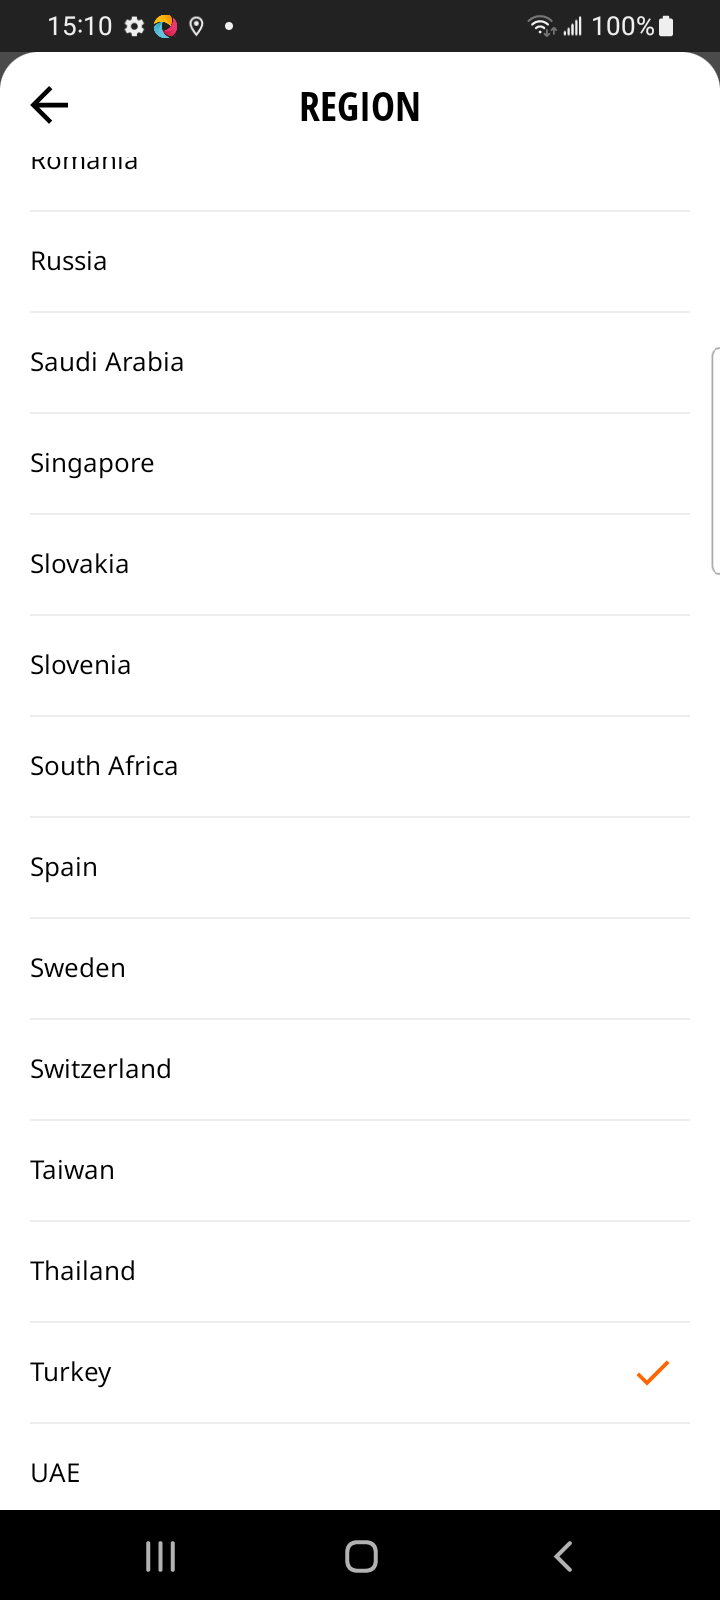 15:10
100%
REGION
Romania
Russia
Saudi Arabia
Singapore
Slovakia
Slovenia
South Africa
Spain
Sweden
Switzerland
Taiwan
Thailand
Turkey
UAE